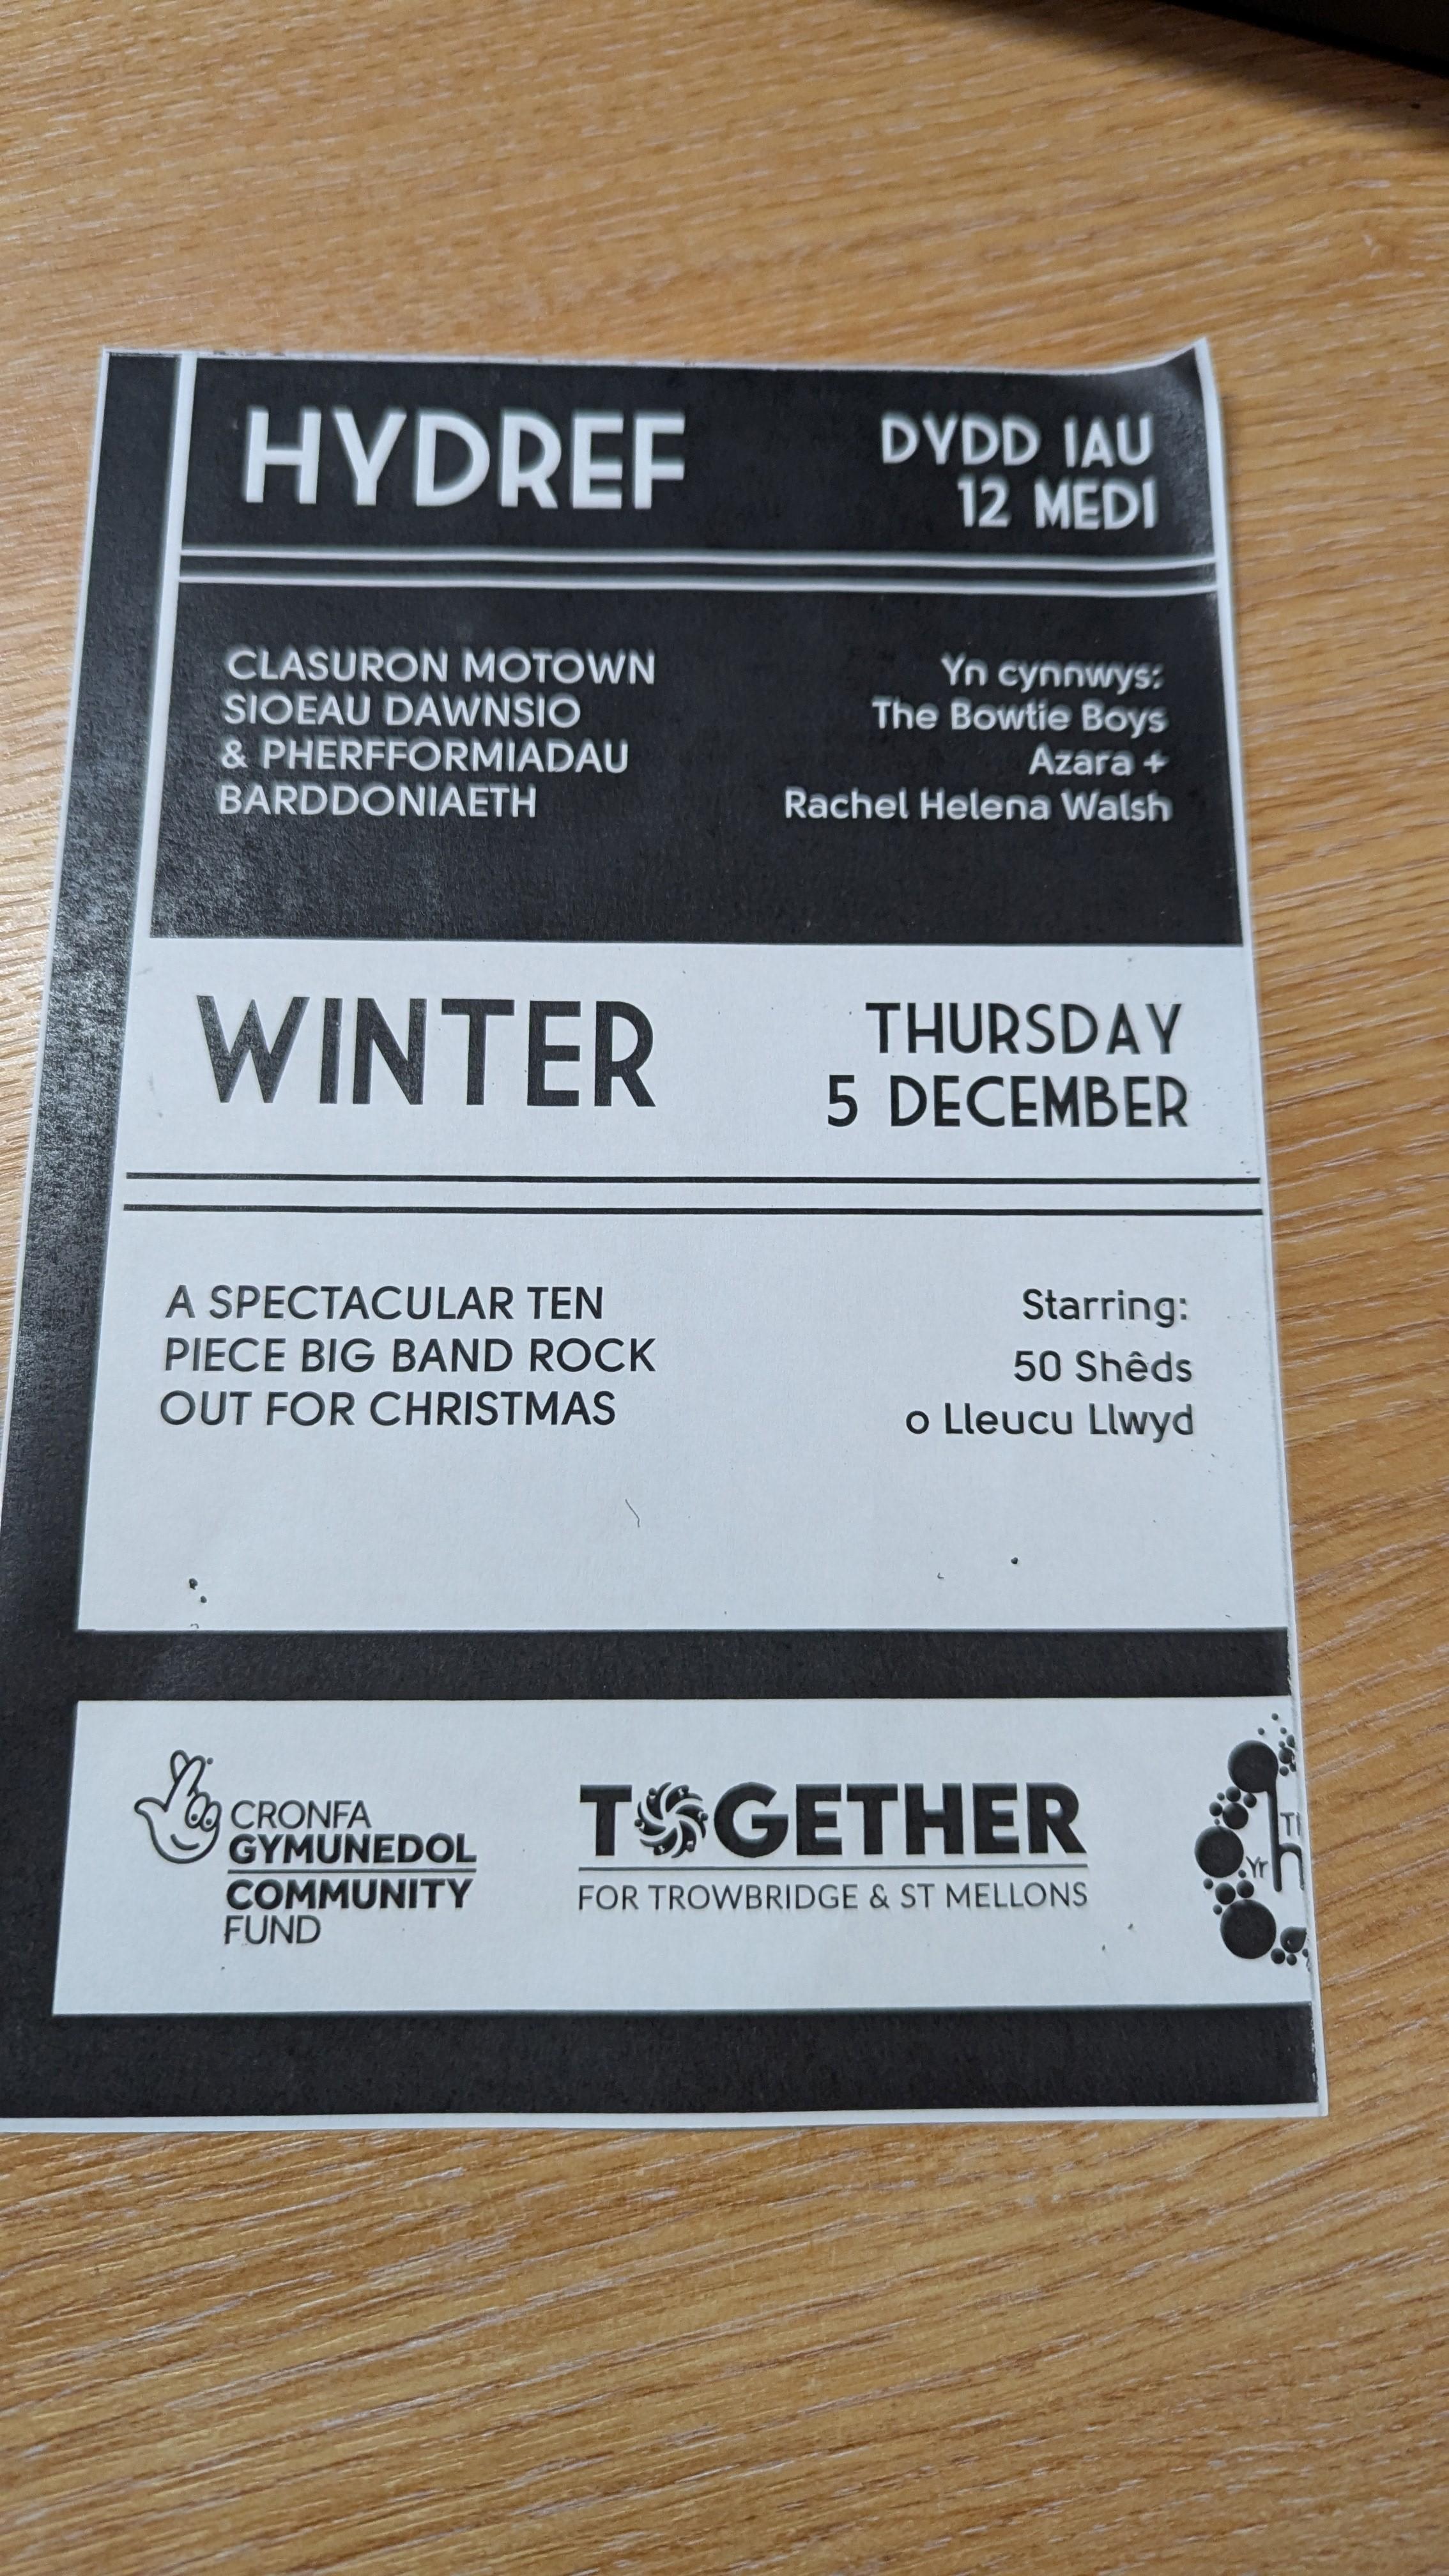 HYDREF
DYDD IAU
12 MEDI
CLASURON MOTOWN
SIOEAU DAWNSIO
& PHERFFORMIADAU
BARDDONIAETH
Yn cynnwys:
The Bowtie Boys
Azara +
Rachel Helena Walsh
WINTER
THURSDAY
5 DECEMBER
A SPECTACULAR TEN
PIECE BIG BAND ROCK
OUT FOR CHRISTMAS
Starring:
50 Shêds
o Lleucu Llwyd
CRONFA
GYMUNEDOL
COMMUNITY
FUND
TOGETHER
FOR TROWBRIDGE & ST MELLONS
Yr